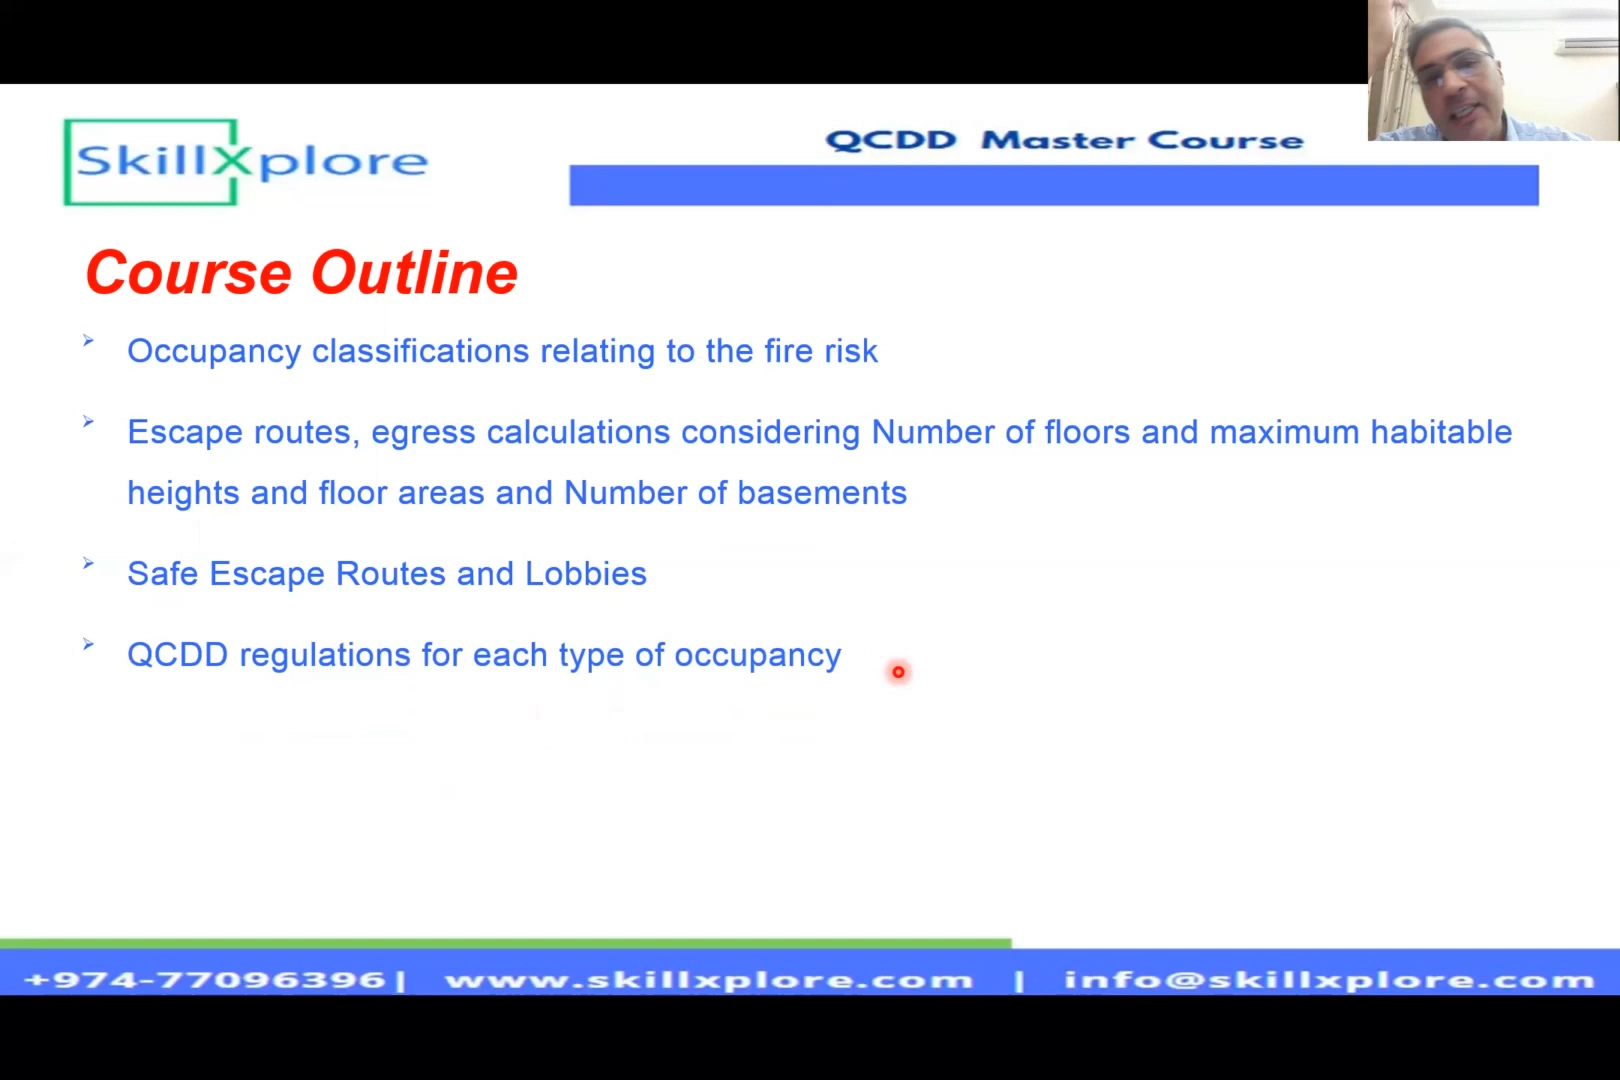 SkillXplore
QCDD Master Course
Course Outline
Occupancy classifications relating to the fire risk
Escape routes, egress calculations considering Number of floors and maximum habitable
heights and floor areas and Number of basements
Safe Escape Routes and Lobbies
QCDD regulations for each type of occupancy
+974-77096396| www.skillxplore.com | info@skillxplore.com